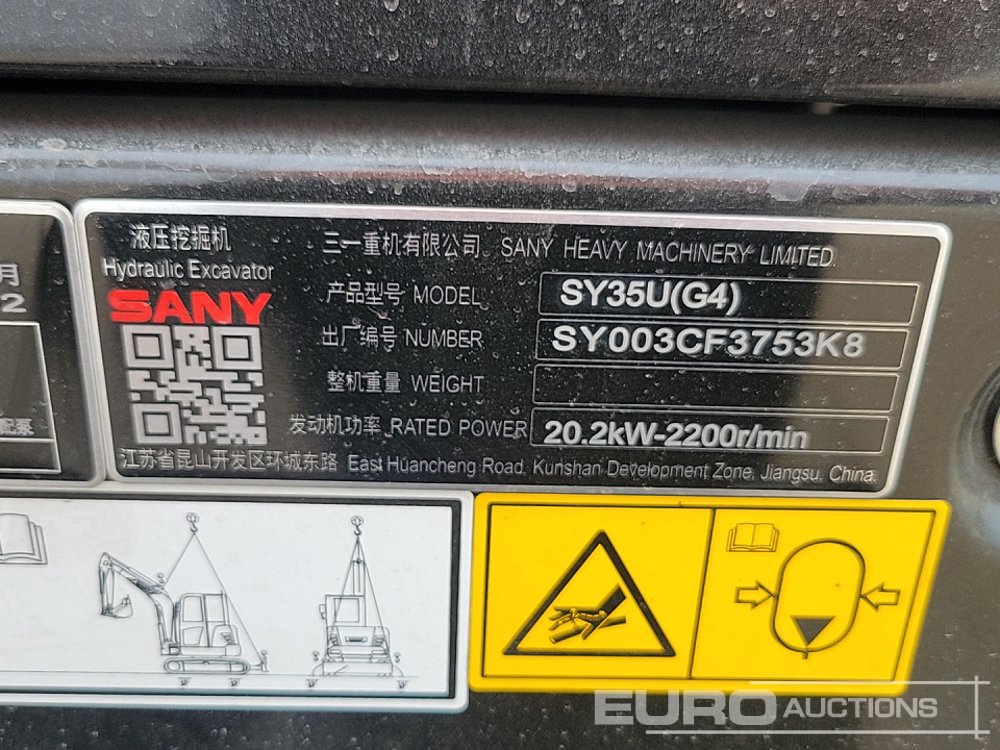 月
2
液压挖掘机
Hydraulic Excavator
SANY
三一重机有限公司 SANY HEAVY MACHINERY LIMITED.
产品型号 MODEL SY35U(G4)
出厂编号 NUMBER SY003CF3753K8
整机重量 WEIGHT
发动机功率 RATED POWER 20.2kW-2200r/min
江苏省昆山开发区环城东路 East Huancheng Road. Kunshan Development Zone, Jiangsu. China.
EURO AUCTIONS